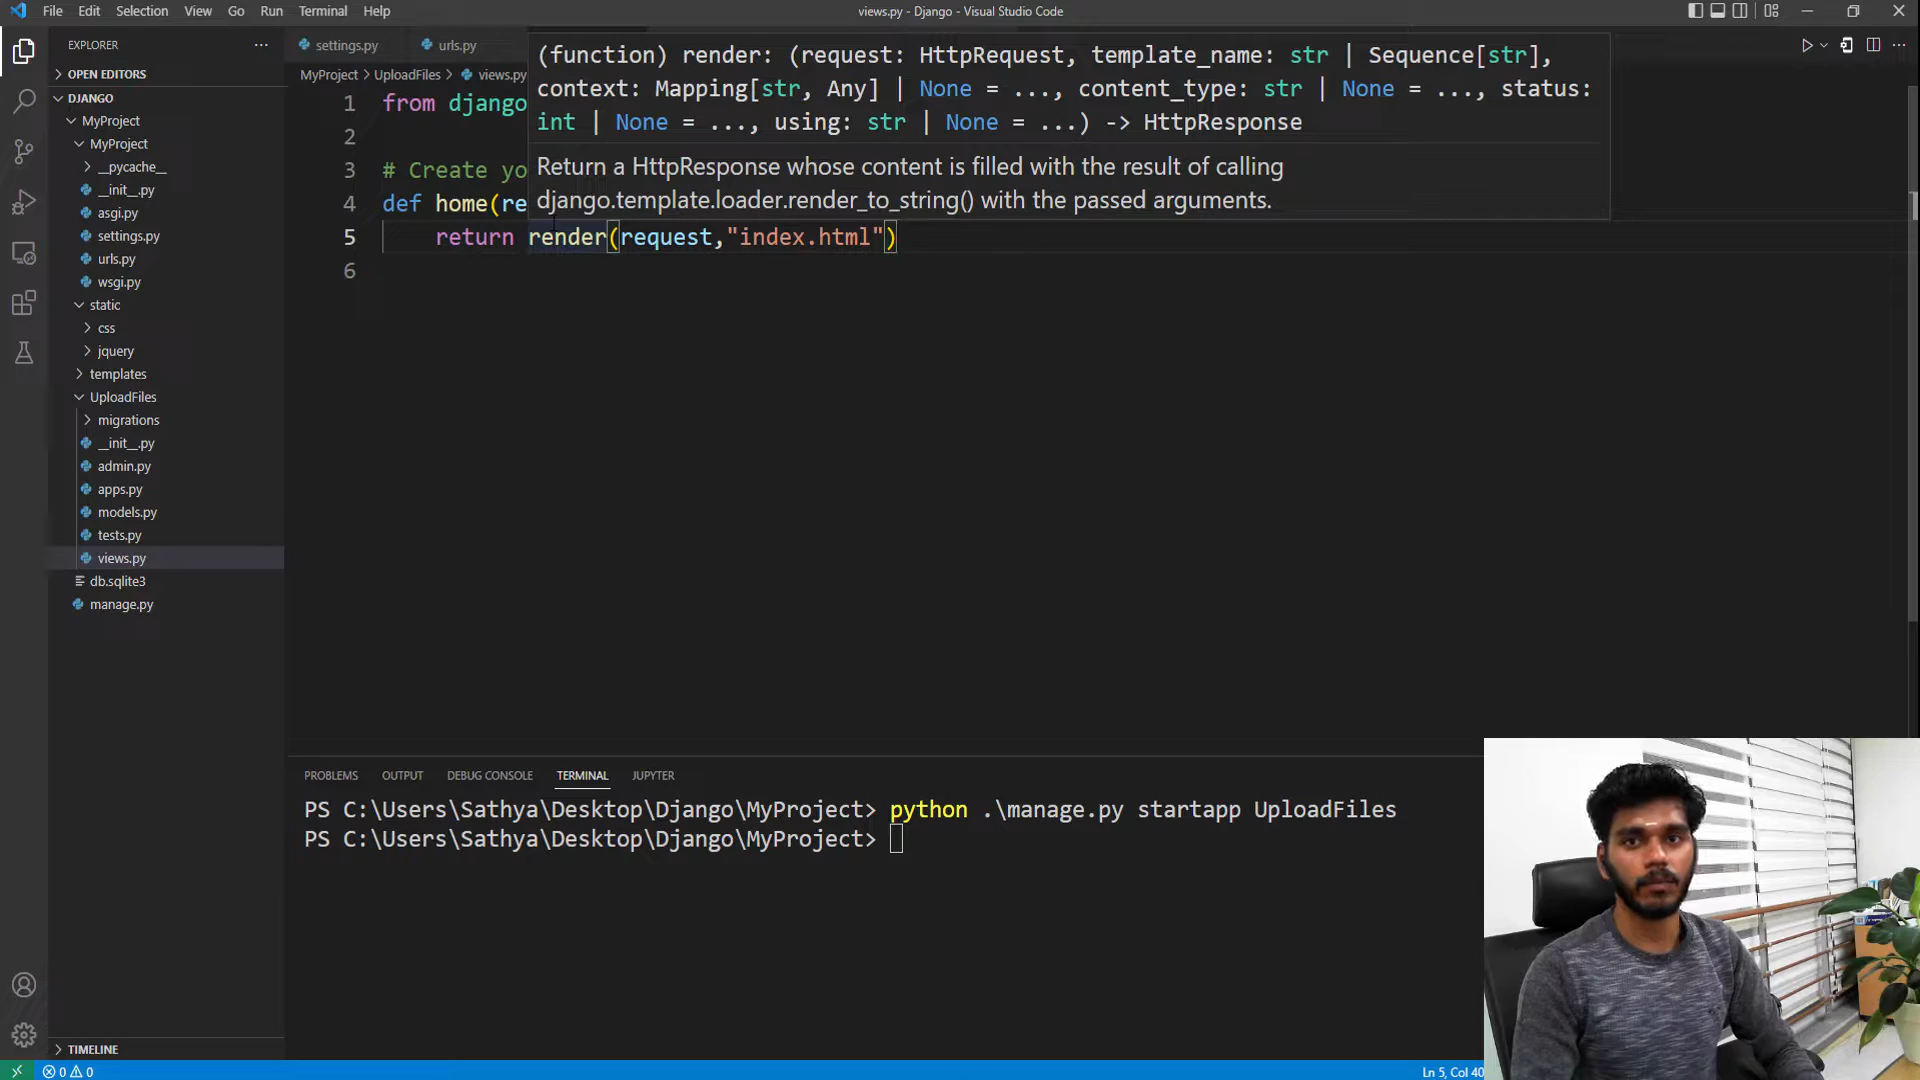 File Edit Selection View Go Run Terminal Help
views.py - Django - Visual Studio Code
EXPLORER
OPEN EDITORS
DJANGO
MyProject
MyProject
__pycache__
__init__.py
asgi.py
settings.py
urls.py
wsgi.py
static
css
jquery
templates
UploadFiles
migrations
__init__.py
admin.py
apps.py
models.py
tests.py
views.py
db.sqlite3
manage.py
TIMELINE
settings.py urls.py
MyProject > UploadFiles > views.py
(function) render: (request: HttpRequest, template_name: str | Sequence[str],
context: Mapping[str, Any] | None = ..., content_type: str | None = ..., status:
int | None = ..., using: str | None = ...) -> HttpResponse
Return a HttpResponse whose content is filled with the result of calling
django.template.loader.render_to_string() with the passed arguments.
1 from django
2
3 # Create yo
4 def home(re
5 return render(request,"index.html")
6
PROBLEMS OUTPUT DEBUG CONSOLE TERMINAL JUPYTER
PS C:\Users\Sathya\Desktop\Django\MyProject> python .\manage.py startapp UploadFiles
PS C:\Users\Sathya\Desktop\Django\MyProject>
0 0
Ln 5, Col 40